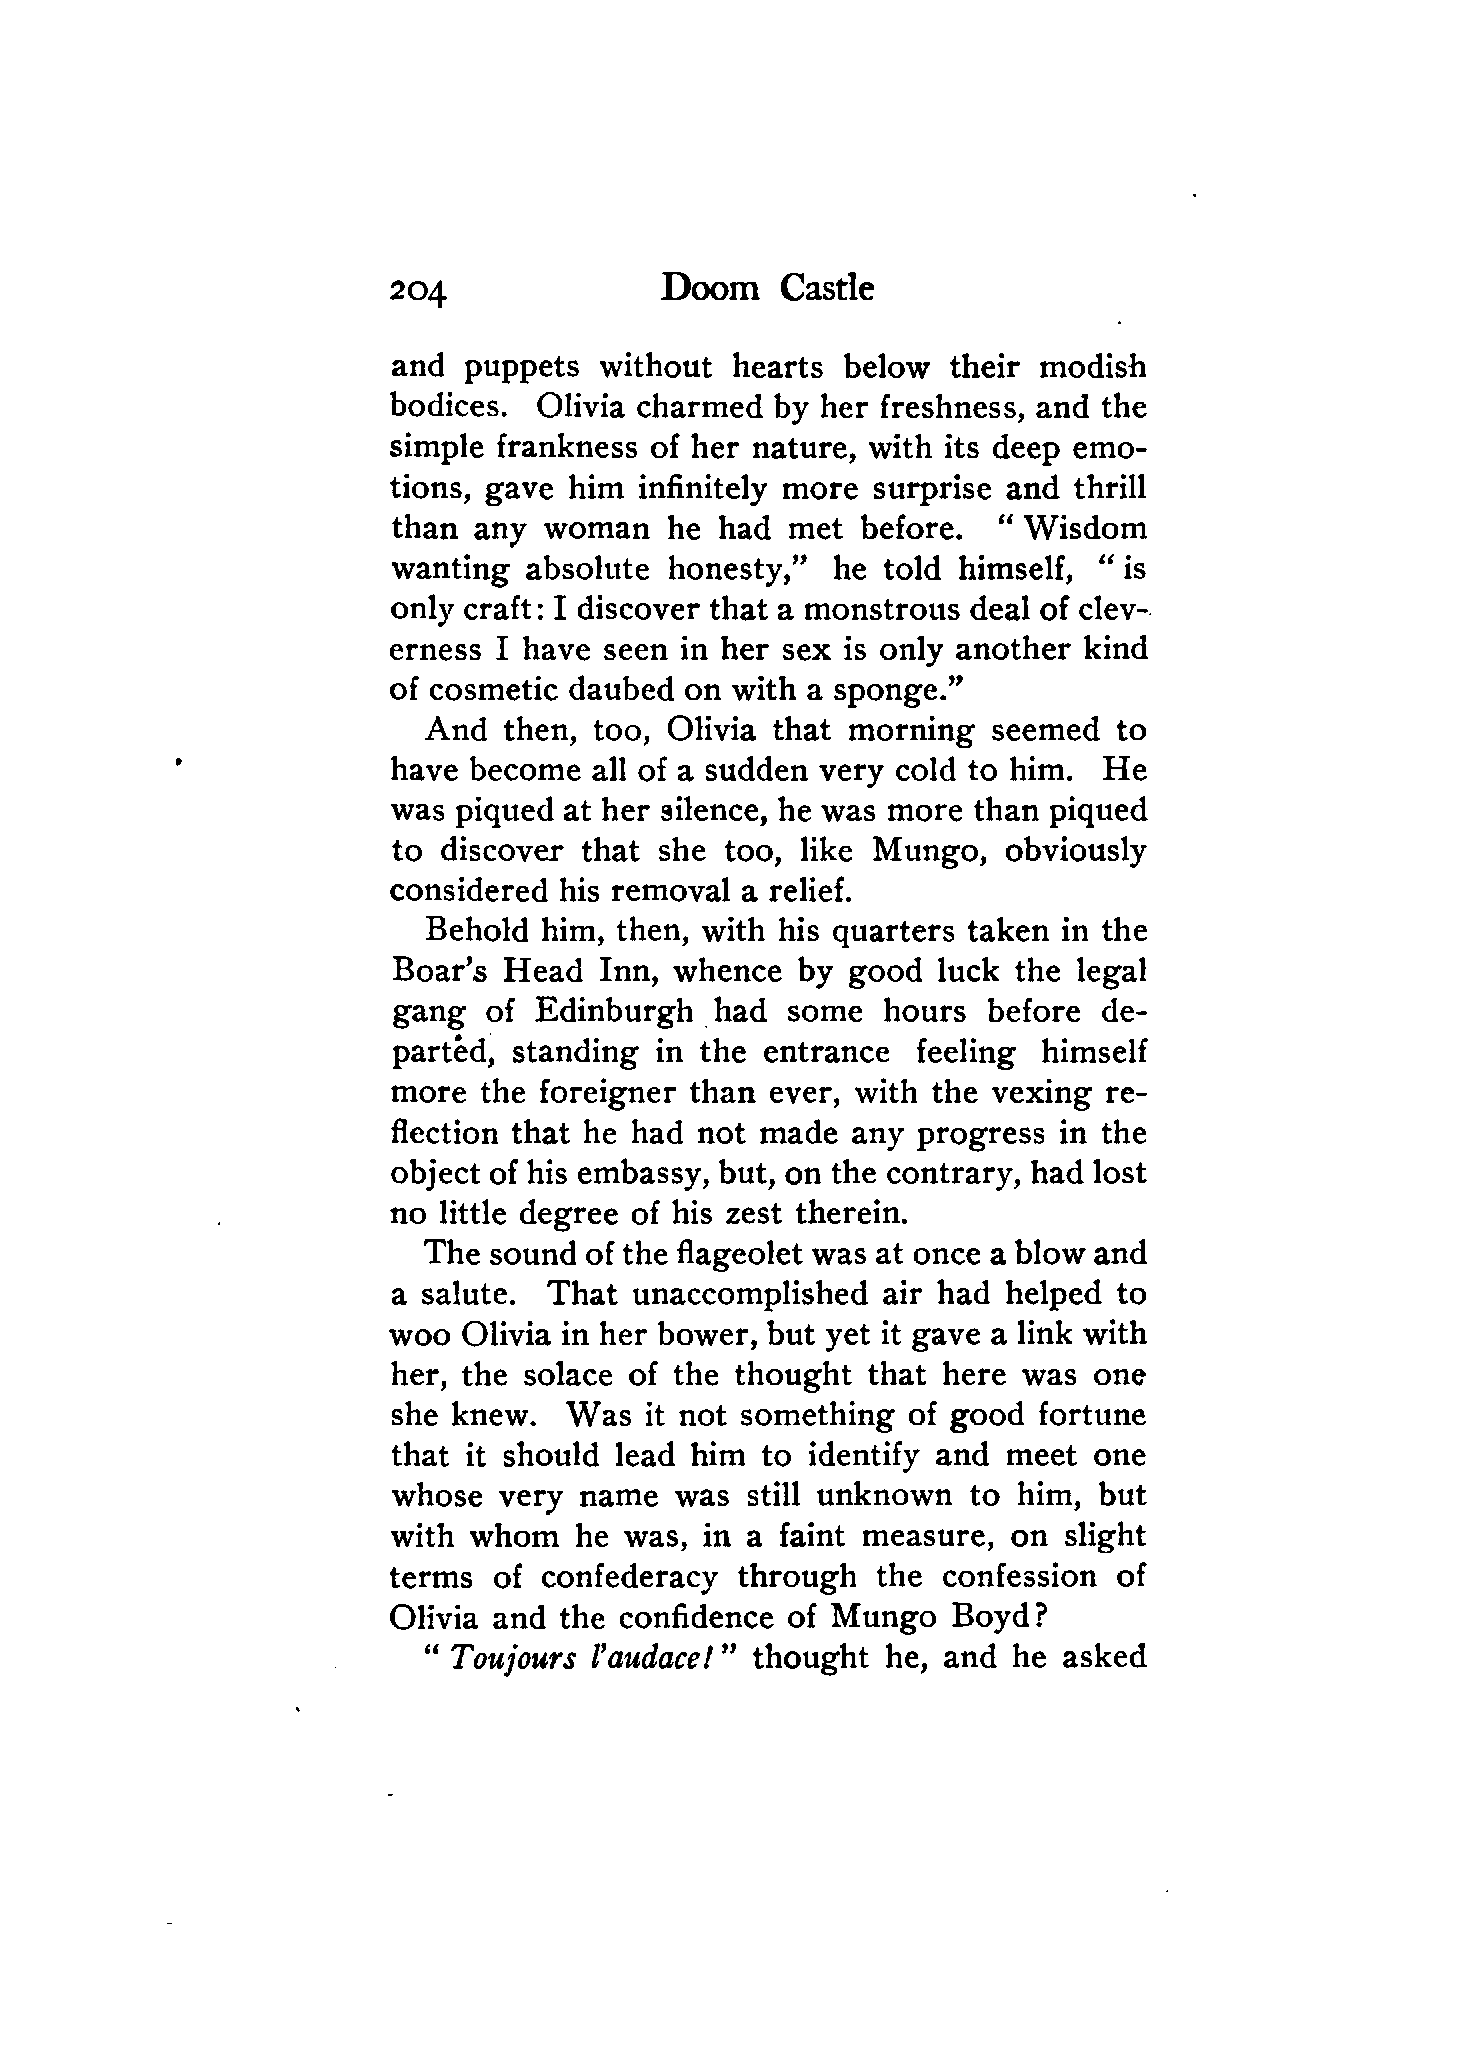 204 Doom Castle
and puppets without hearts below their modish
bodices. Olivia charmed by her freshness, and the
simple frankness of her nature, with its deep emo-
tions, gave him infinitely more surprise and thrill
than any woman he had met before. “ Wisdom
wanting absolute honesty,” he told himself, “ is
only craft: I discover that a monstrous deal of clev-
erness I have seen in her sex is only another kind
of cosmetic daubed on with a sponge.”
And then, too, Olivia that morning seemed to
have become all of a sudden very cold to him. He
was piqued at her silence, he was more than piqued
to discover that she too, like Mungo, obviously
considered his removal a relief.
Behold him, then, with his quarters taken in the
Boar’s Head Inn, whence by good luck the legal
gang of Edinburgh had some hours before de-
parted, standing in the entrance feeling himself
more the foreigner than ever, with the vexing re-
flection that he had not made any progress in the
object of his embassy, but, on the contrary, had lost
no little degree of his zest therein.
The sound of the flageolet was at once a blow and
a salute. That unaccomplished air had helped to
woo Olivia in her bower, but yet it gave a link with
her, the solace of the thought that here was one
she knew. Was it not something of good fortune
that it should lead him to identify and meet one
whose very name was still unknown to him, but
with whom he was, in a faint measure, on slight
terms of confederacy through the confession of
Olivia and the confidence of Mungo Boyd?
“ Toujours l’audace! ” thought he, and he asked